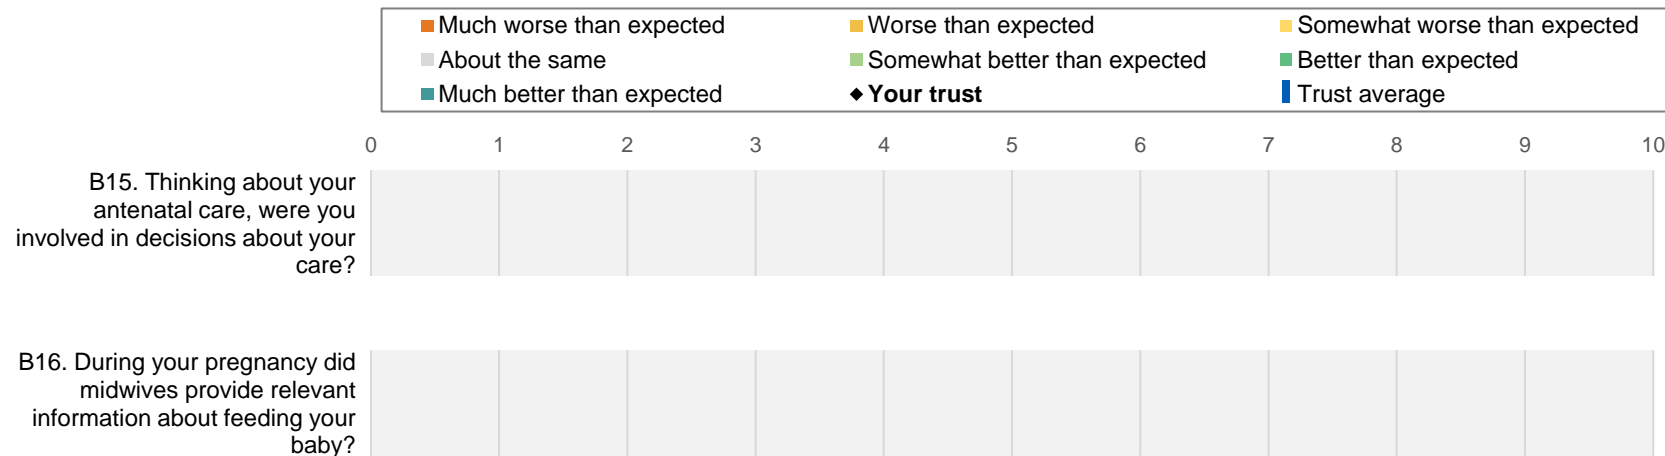 Much worse than expected Worse than expected Somewhat worse than expected
About the same Somewhat better than expected Better than expected
Much better than expected Your trust Trust average
0 1 2 3 4 5 6 7 8 9 10
B15. Thinking about your
antenatal care, were you
involved in decisions about your
care?
B16. During your pregnancy did
midwives provide relevant
information about feeding your
baby?